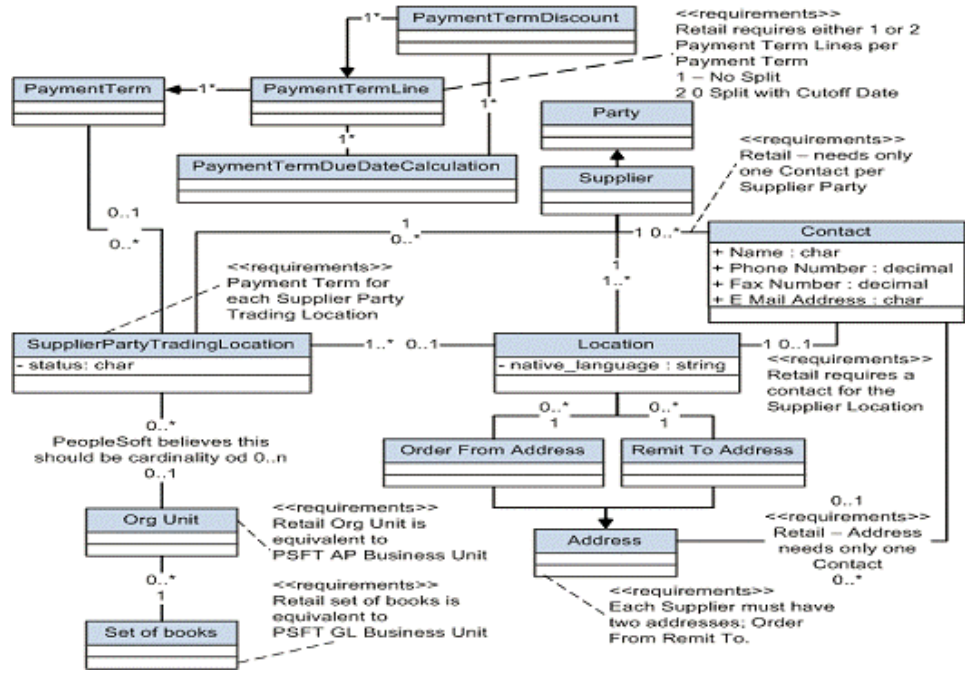 PaymentTermDiscount
<<requirements>>
Retail requires either 1 or 2
Payment Term Lines per
Payment Term
1 – No Split
2 0 Split with Cutoff Date
1*
PaymentTerm
1*
PaymentTermLine
1*
1*
PaymentTermDueDateCalculation
Party
Supplier
<<requirements>>
Retail – needs only
one Contact per
Supplier Party
0..1
0..*
1
0..*
1 0..*
Contact
+ Name : char
+ Phone Number : decimal
+ Fax Number : decimal
+ E Mail Address : char
<<requirements>>
Payment Term for
each Supplier Party
Trading Location
1
1..*
SupplierPartyTradingLocation
- status: char
1..* 0..1
Location
- native_language : string
1 0..1
<<requirements>>
Retail requires a
contact for the
Supplier Location
0..*
PeopleSoft believes this
should be cardinality od 0..n
0..1
0..*
1
0..*
1
Order From Address
Remit To Address
Org Unit
<<requirements>>
Retail Org Unit is
equivalent to
PSFT AP Business Unit
Address
0..1
<<requirements>>
Retail – Address
needs only one
Contact
0..*
0..*
1
<<requirements>>
Retail set of books is
equivalent to
PSFT GL Business Unit
Set of books
<<requirements>>
Each Supplier must have
two addresses; Order
From Remit To.